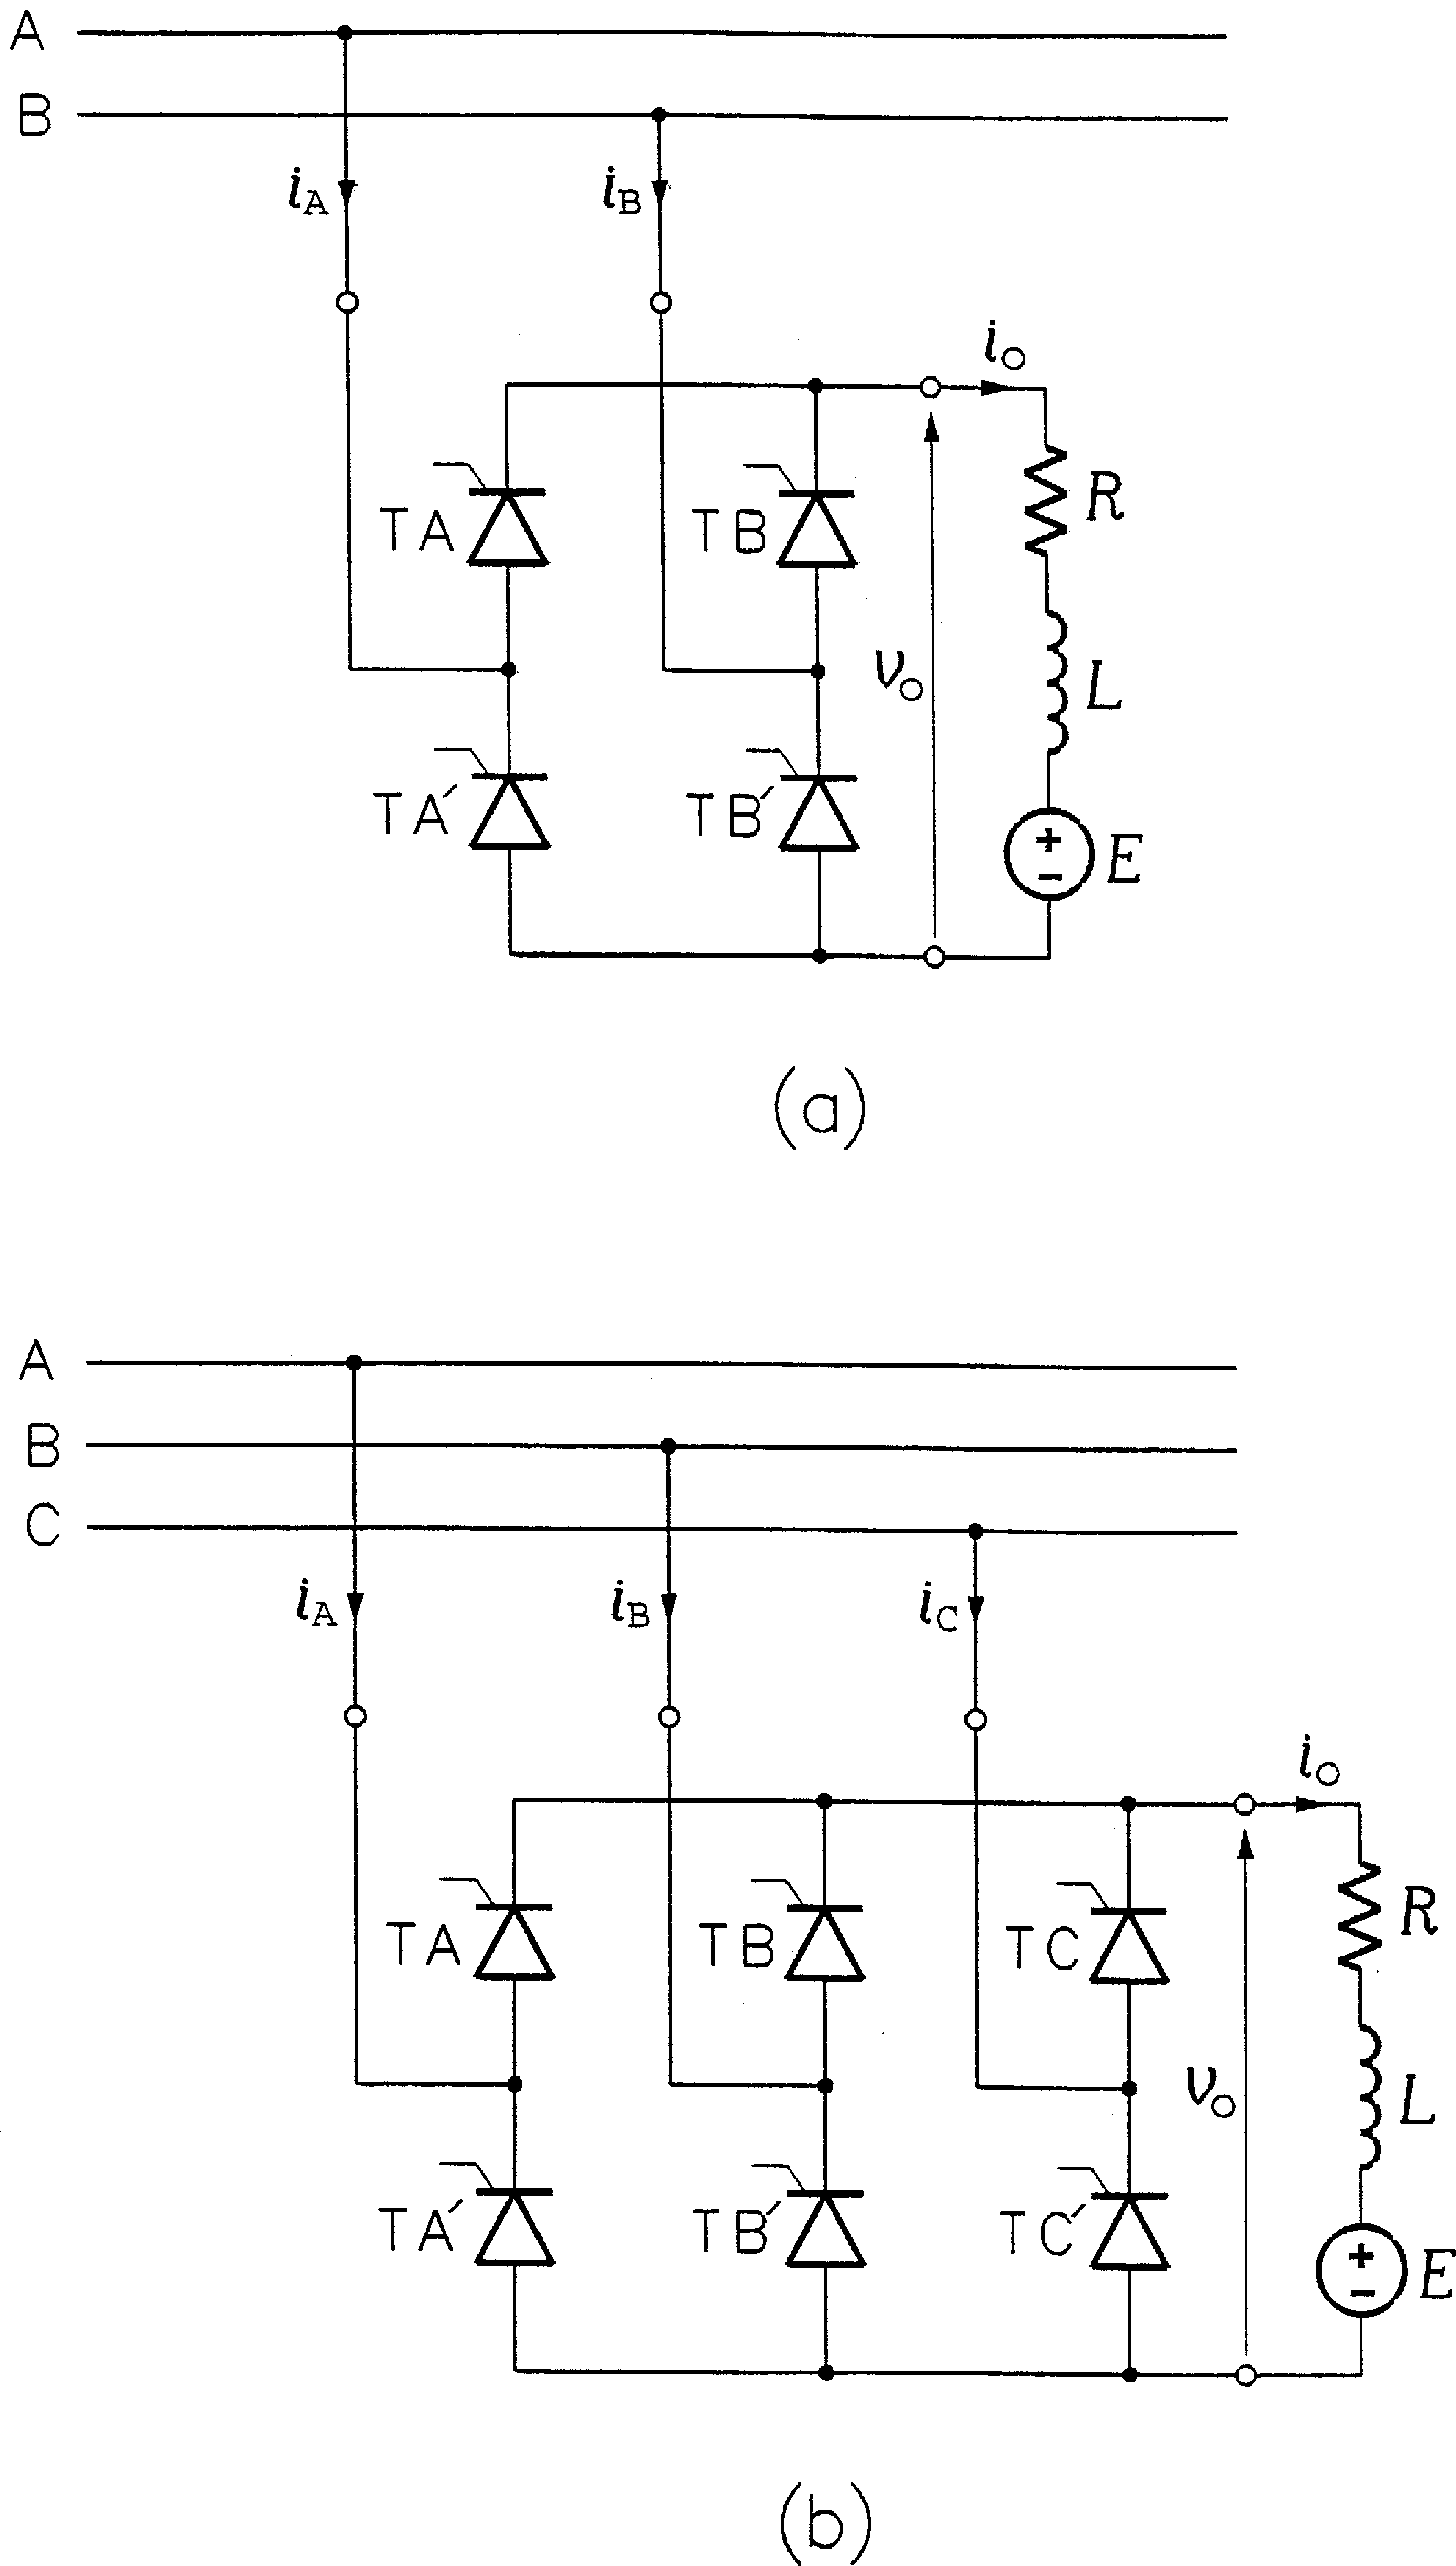 A
B
iA
iB
iO
TA
TB
R
vO
L
TA′
TB′
+
−
E
(a)
A
B
C
iA
iB
iC
iO
TA
TB
TC
R
vO
L
TA′
TB′
TC′
+
−
E
(b)